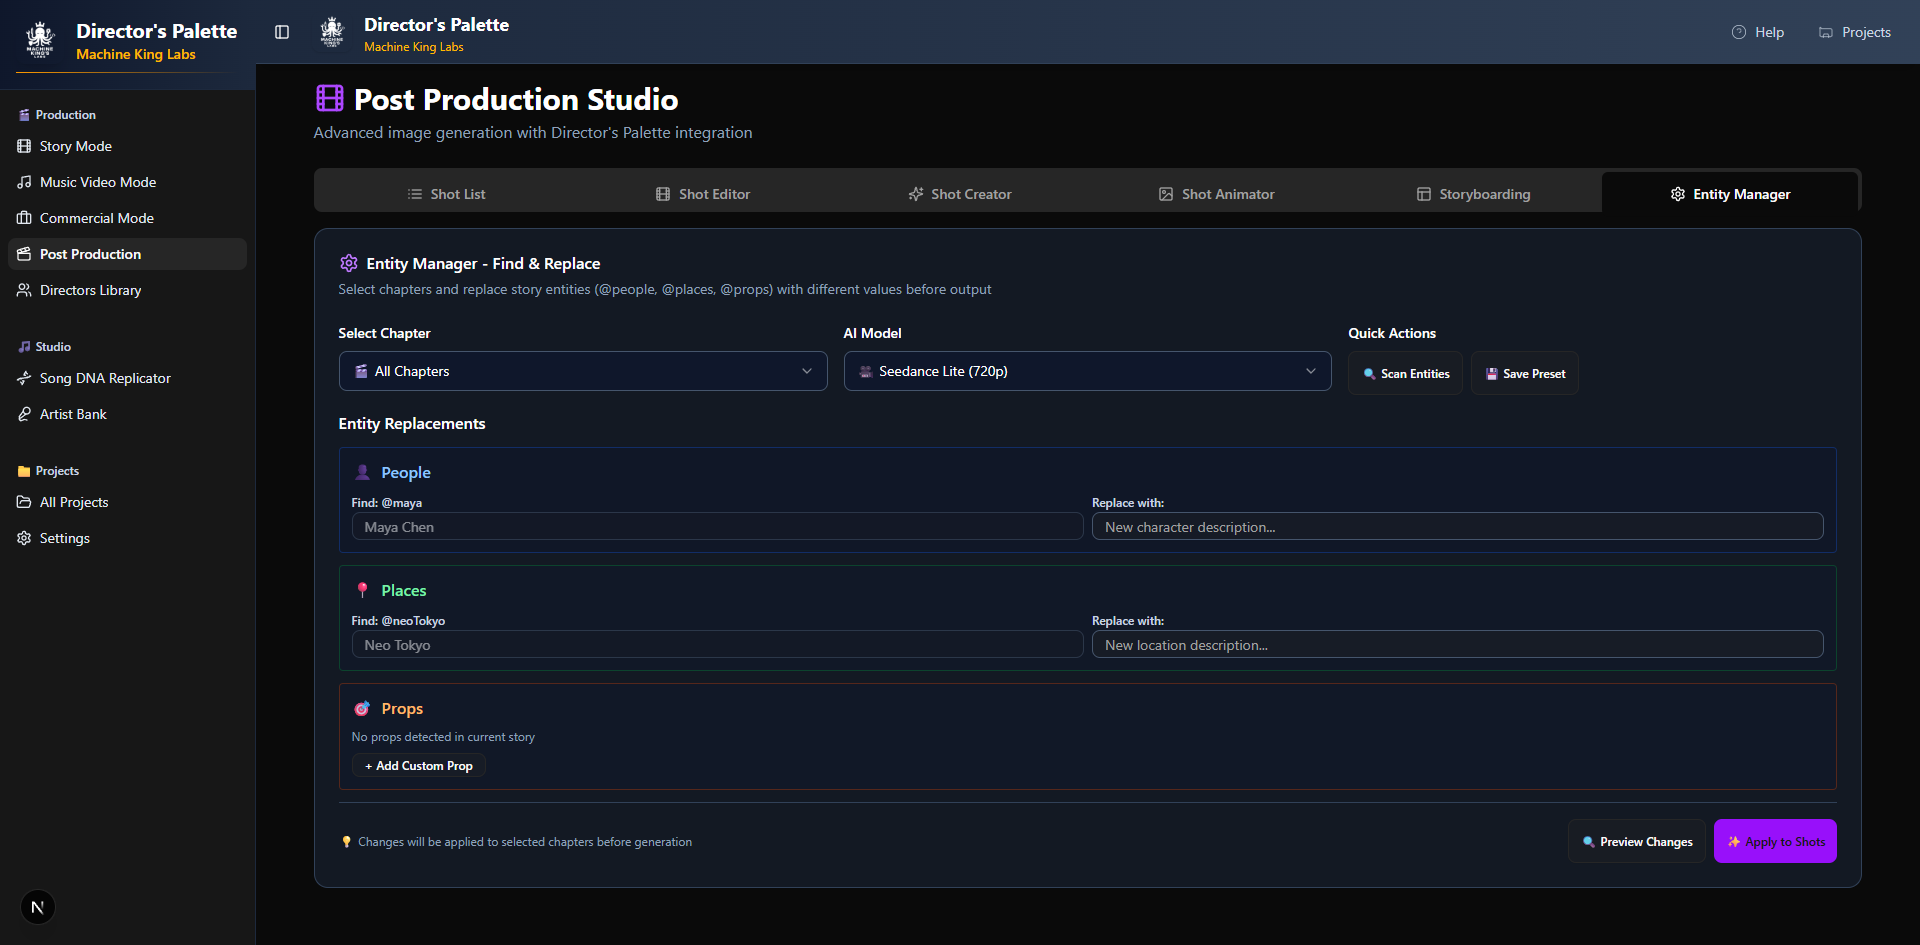 Director's Palette
Machine King Labs
Production
Story Mode
Music Video Mode
Commercial Mode
Post Production
Directors Library
Studio
Song DNA Replicator
Artist Bank
Projects
All Projects
Settings
N
MACHINE
KING'S
LABS
Director's Palette
Machine King Labs
Help
Projects
Post Production Studio
Advanced image generation with Director's Palette integration
Shot List
Shot Editor
Shot Creator
Shot Animator
Storyboarding
Entity Manager
Entity Manager - Find & Replace
Select chapters and replace story entities (@people, @places, @props) with different values before output
Select Chapter
All Chapters
AI Model
Seedance Lite (720p)
Quick Actions
Scan Entities
Save Preset
Entity Replacements
People
Find: @maya
Maya Chen
Replace with:
New character description...
Places
Find: @neoTokyo
Neo Tokyo
Replace with:
New location description...
Props
No props detected in current story
+ Add Custom Prop
Changes will be applied to selected chapters before generation
Preview Changes
Apply to Shots